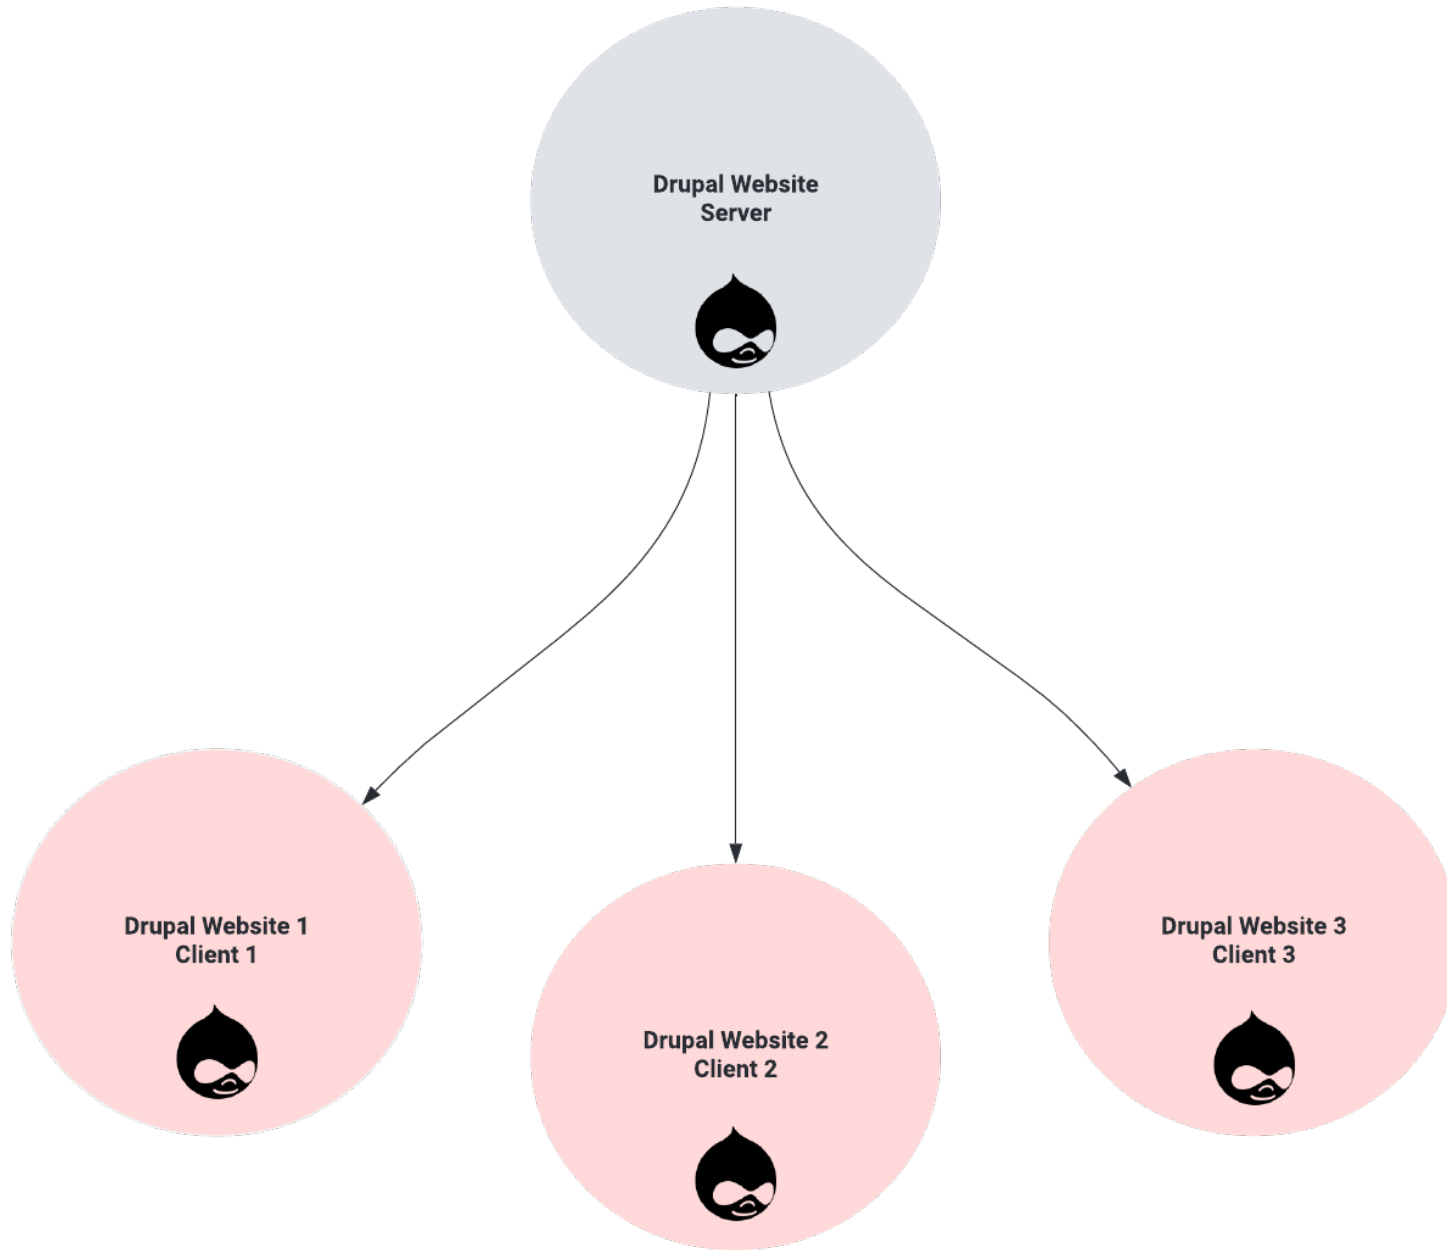 Drupal Website
Server
Drupal Website 1
Client 1
Drupal Website 2
Client 2
Drupal Website 3
Client 3